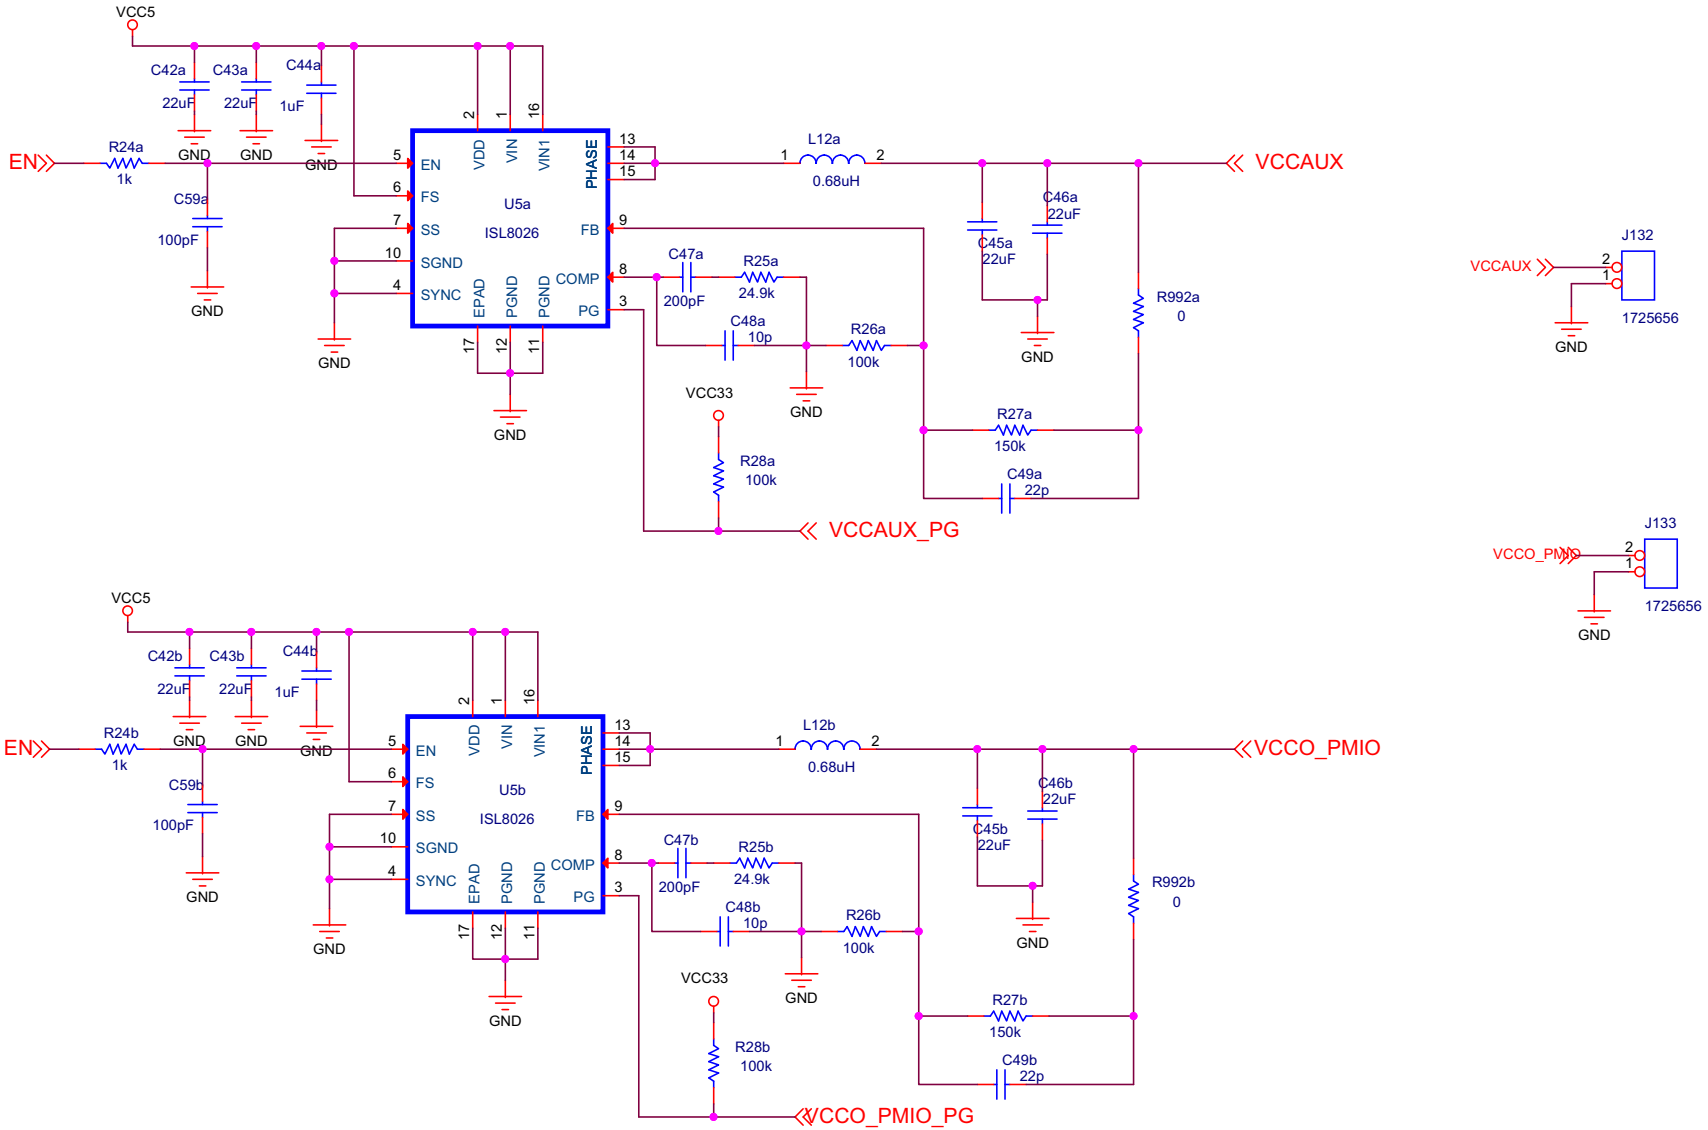 VCC5
C42a
22uF
GND
C43a
22uF
GND
C44a
1uF
GND
EN
R24a
1k
C59a
100pF
GND
5 EN
6 FS
7 SS
10 SGND
4 SYNC
GND
2 VDD
1 VIN
16 VIN1
U5a
ISL8026
PHASE
13
14
15
FB 9
COMP 8
PG 3
EPAD 17
PGND 12
PGND 11
GND
1 L12a 2
0.68uH
VCCAUX
C45a
22uF
C46a
22uF
GND
R992a
0
C47a
200pF
R25a
24.9k
C48a
10p
R26a
100k
GND
VCC33
R28a
100k
R27a
150k
C49a
22p
VCCAUX_PG
J132
VCCAUX
2
1
GND
1725656
J133
VCCO_PMIO
2
1
GND
1725656
VCC5
C42b
22uF
GND
C43b
22uF
GND
C44b
1uF
GND
EN
R24b
1k
C59b
100pF
GND
5 EN
6 FS
7 SS
10 SGND
4 SYNC
GND
2 VDD
1 VIN
16 VIN1
U5b
ISL8026
PHASE
13
14
15
FB 9
COMP 8
PG 3
EPAD 17
PGND 12
PGND 11
GND
1 L12b 2
0.68uH
VCCO_PMIO
C45b
22uF
C46b
22uF
GND
R992b
0
C47b
200pF
R25b
24.9k
C48b
10p
R26b
100k
GND
VCC33
R28b
100k
R27b
150k
C49b
22p
VCCO_PMIO_PG